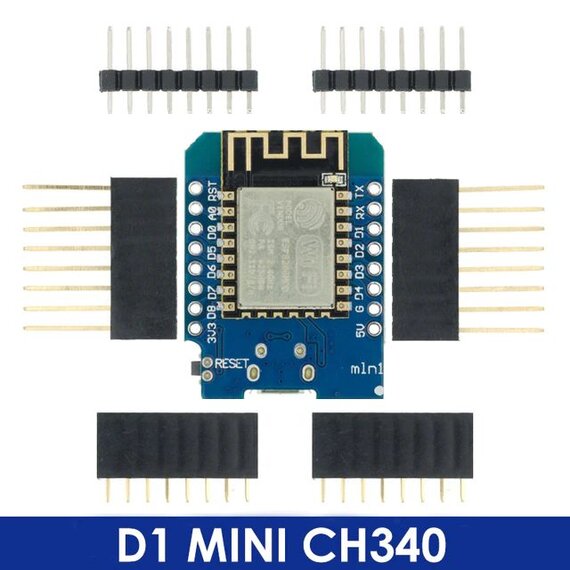 RST
A0
D0
D5
D6
D7
D8
3V3
TX
RX
D1
D2
D3
D4
G
5V
WiFi
RESET
mini
D1 MINI CH340